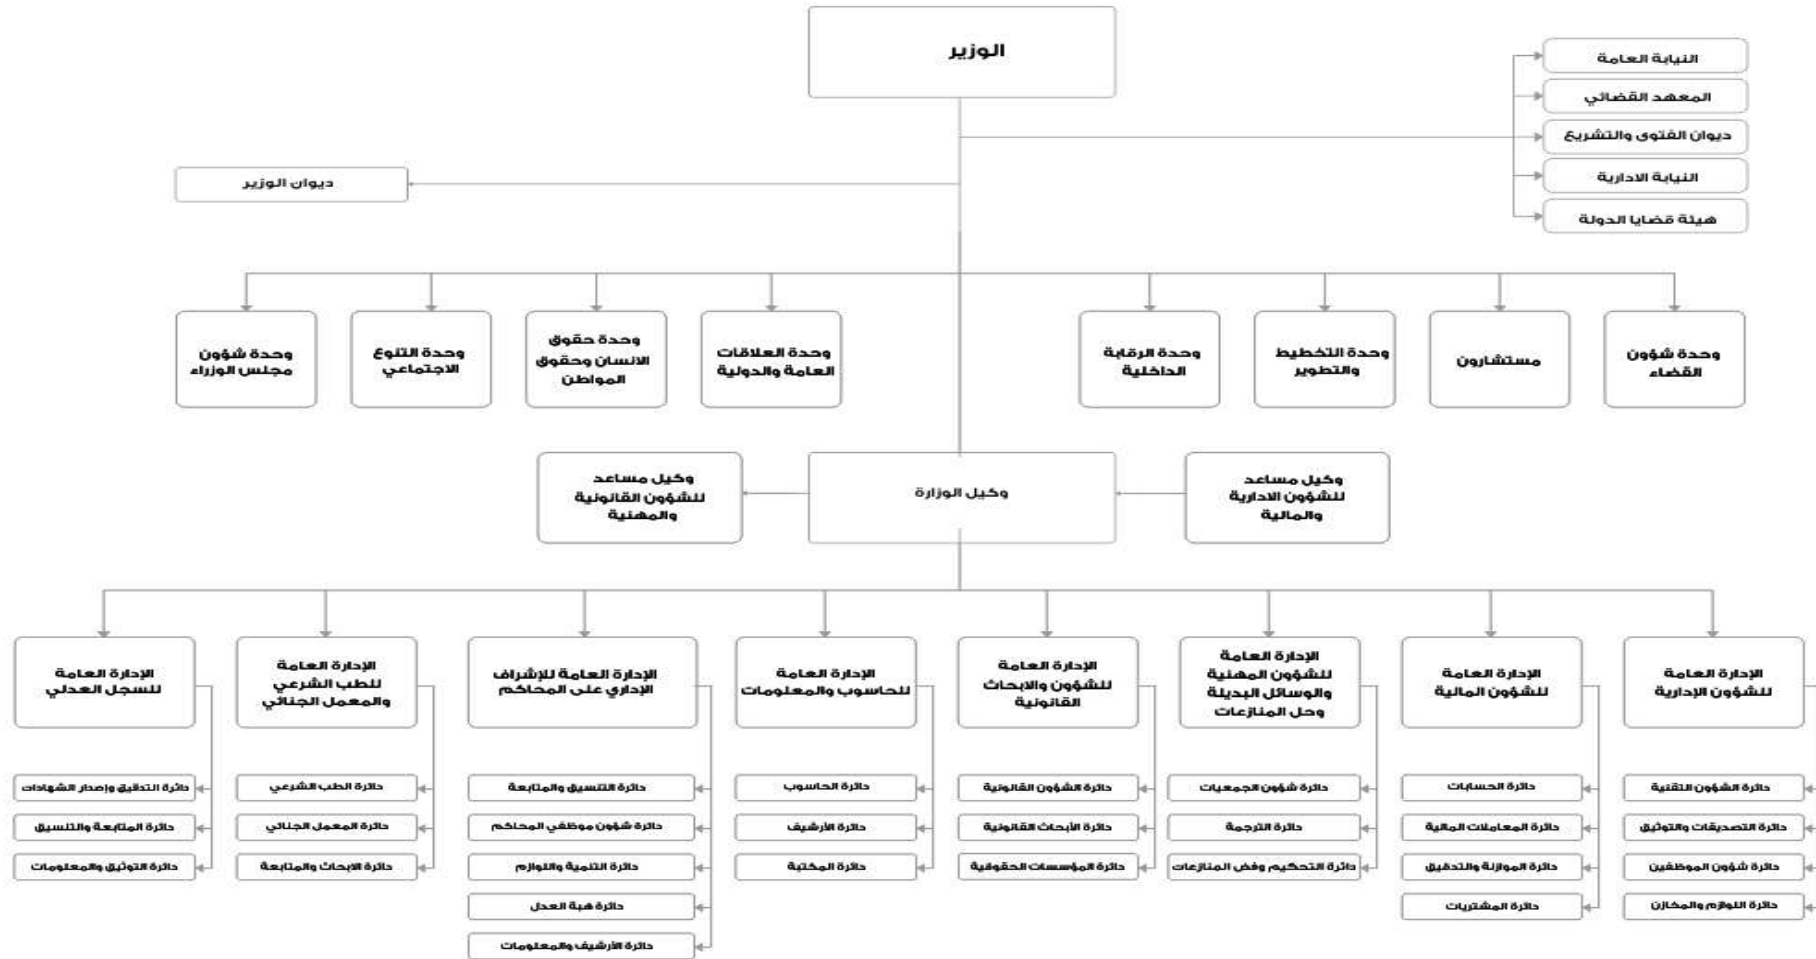 الوزير
النيابة العامة
المعهد القضائي
ديوان الفتوى والتشريع
النيابة الادارية
هيئة قضايا الدولة
ديوان الوزير
وحدة شؤون
القضاء
مستشارون
وحدة التخطيط
والتطوير
وحدة الرقابة
الداخلية
وحدة العلاقات
العامة والدولية
وحدة حقوق
الانسان وحقوق
المواطن
وحدة التنوع
الاجتماعي
وحدة شؤون
مجلس الوزراء
وكيل مساعد
للشؤون الادارية
والمالية
وكيل الوزارة
وكيل مساعد
للشؤون القانونية
والمهنية
الإدارة العامة
للشؤون الإدارية
دائرة الشؤون التقنية
دائرة التصديقات والتوثيق
دائرة شؤون الموظفين
دائرة اللوازم والمخازن
الإدارة العامة
للشؤون المالية
دائرة الحسابات
دائرة المعاملات المالية
دائرة الموازنة والتدقيق
دائرة المشتريات
الإدارة العامة
للشؤون المهنية
والوسائل البديلة
وحل المنازعات
دائرة شؤون الجمعيات
دائرة الترجمة
دائرة التحكيم وفض المنازعات
الإدارة العامة
للشؤون والابحاث
القانونية
دائرة الشؤون القانونية
دائرة الأبحاث القانونية
دائرة المؤسسات الحقوقية
الإدارة العامة
للحاسوب والمعلومات
دائرة الحاسوب
دائرة الأرشيف
دائرة المكتبة
الإدارة العامة للإشراف
الإداري على المحاكم
دائرة التنسيق والمتابعة
دائرة شؤون موظفي المحاكم
دائرة التنمية واللوازم
دائرة هبة العدل
دائرة الأرشيف والمعلومات
الإدارة العامة
للطب الشرعي
والمعمل الجنائي
دائرة الطب الشرعي
دائرة المعمل الجنائي
دائرة الابحاث والمتابعة
الإدارة العامة
للسجل العدلي
دائرة التدقيق وإصدار الشهادات
دائرة المتابعة والتنسيق
دائرة التوثيق والمعلومات